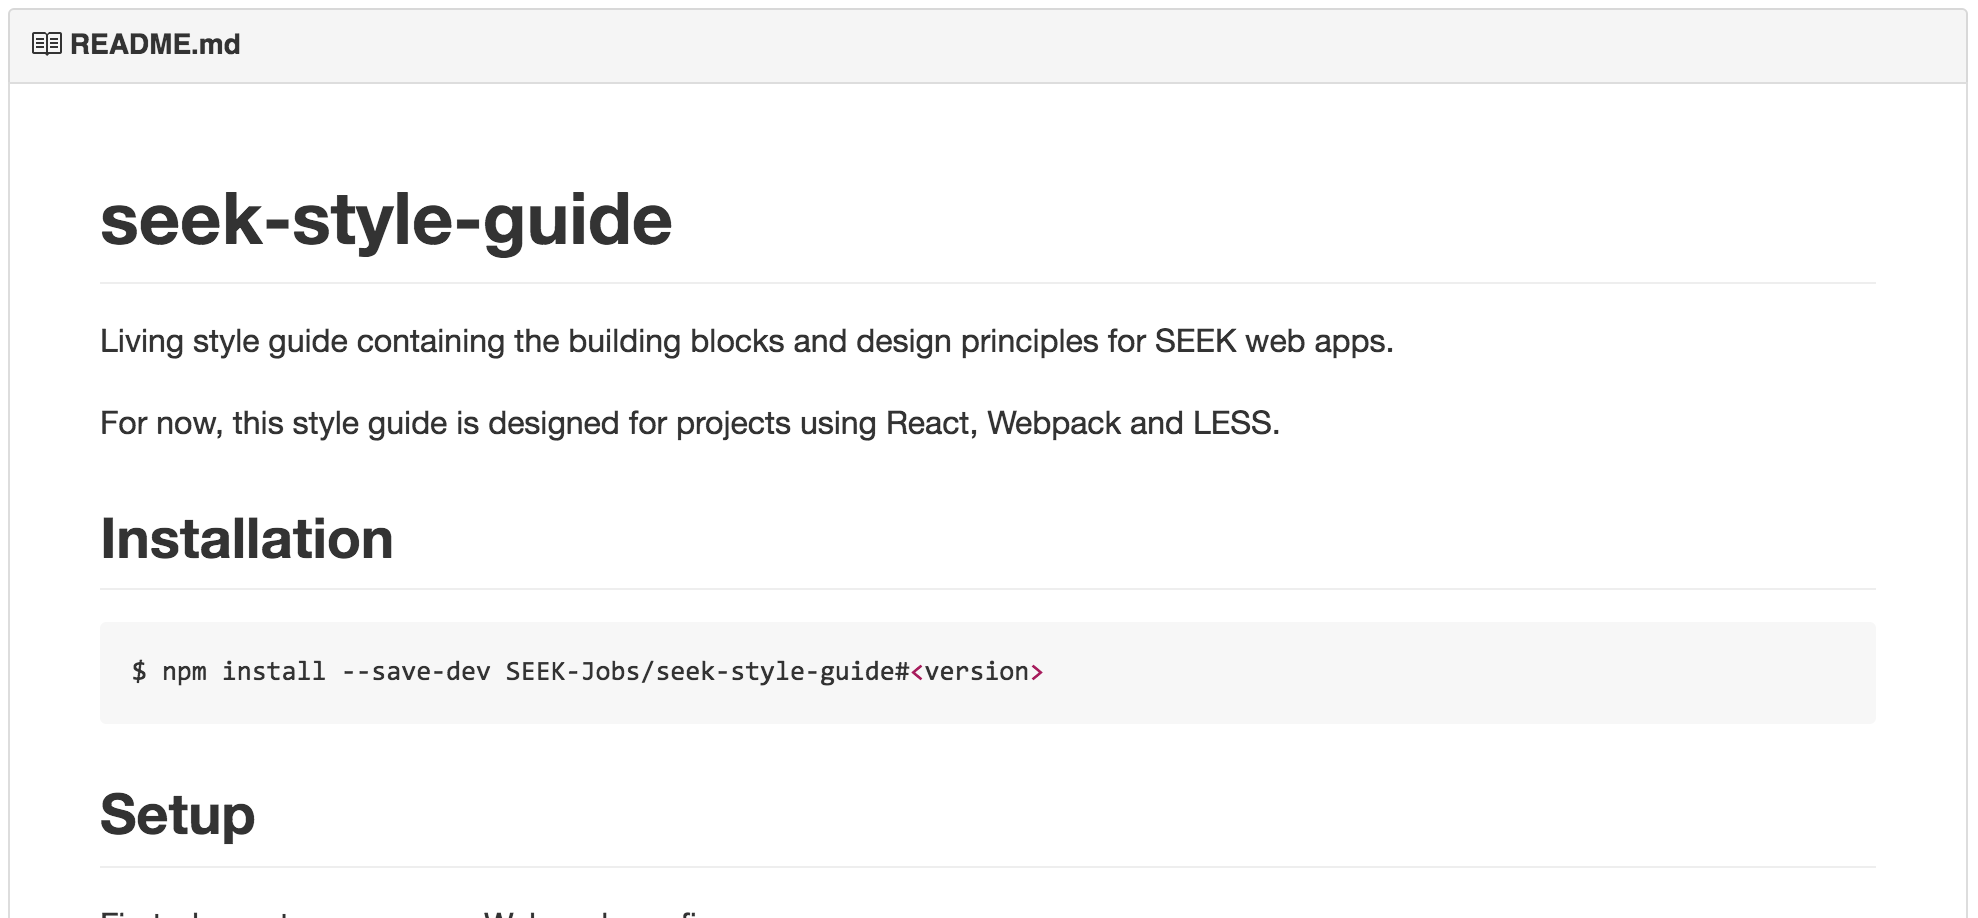 README.md
seek-style-guide
Living style guide containing the building blocks and design principles for SEEK web apps.
For now, this style guide is designed for projects using React, Webpack and LESS.
Installation
$ npm install --save-dev SEEK-Jobs/seek-style-guide#<version>
Setup